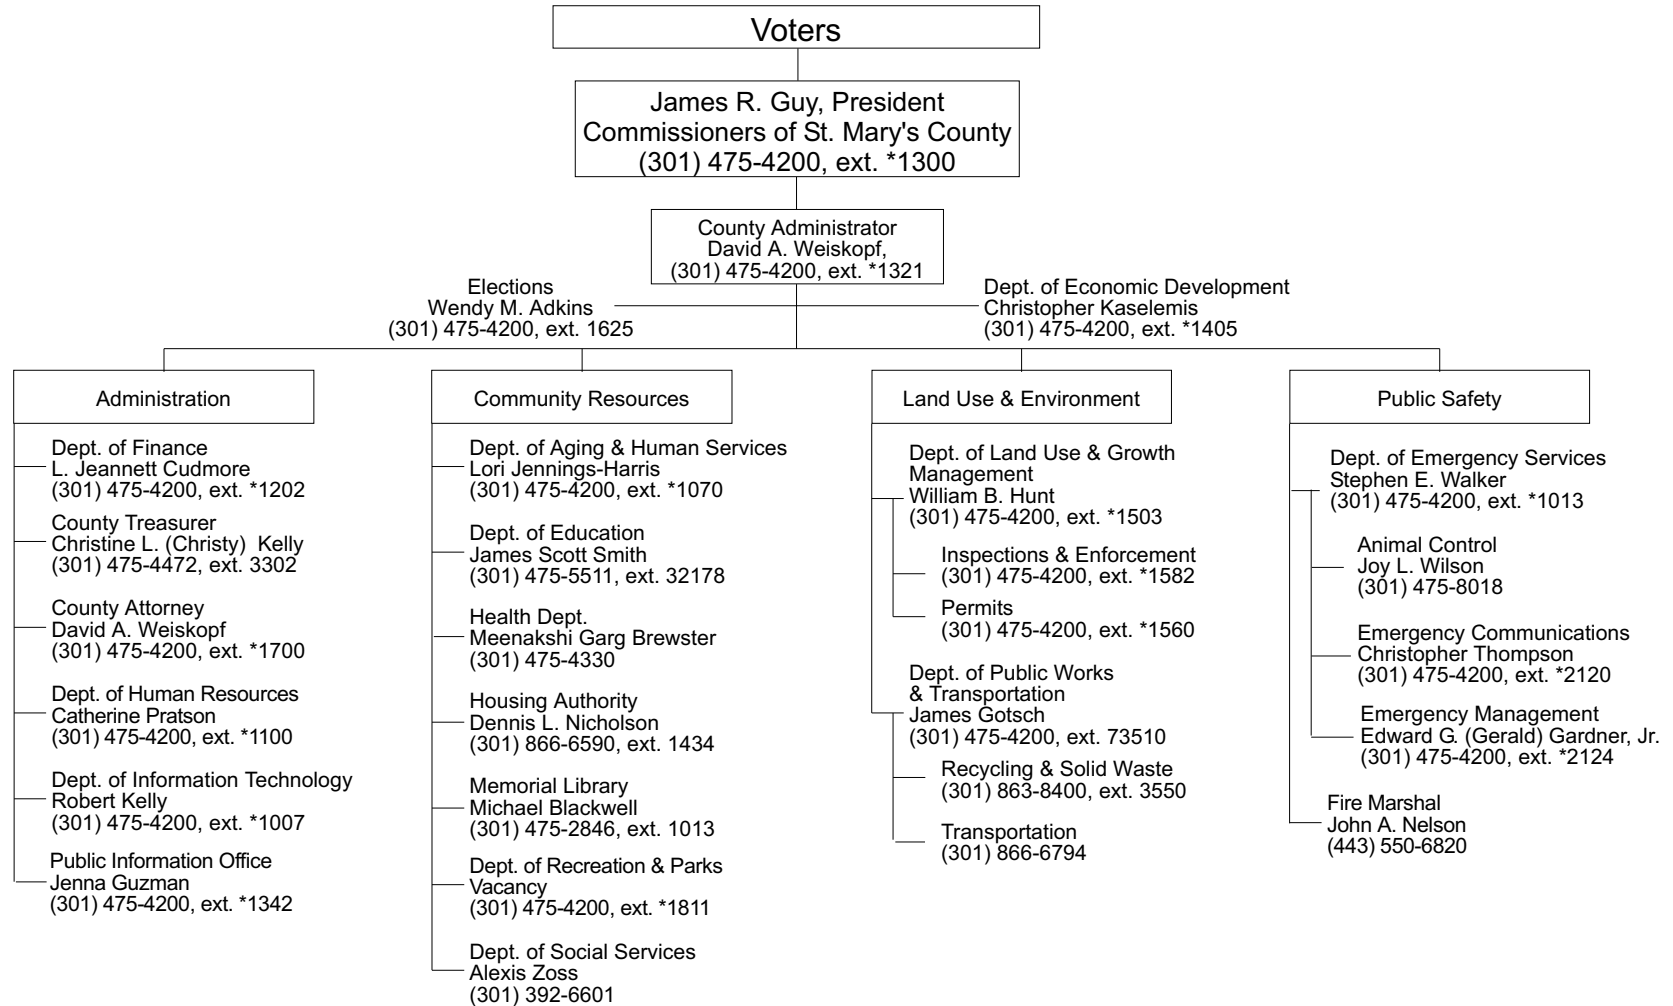 Voters
James R. Guy, President
Commissioners of St. Mary's County
(301) 475-4200, ext. *1300
County Administrator
David A. Weiskopf,
(301) 475-4200, ext. *1321
Elections
Wendy M. Adkins
(301) 475-4200, ext. 1625
Dept. of Economic Development
Christopher Kaselemis
(301) 475-4200, ext. *1405
Administration
Dept. of Finance
L. Jeannett Cudmore
(301) 475-4200, ext. *1202
County Treasurer
Christine L. (Christy) Kelly
(301) 475-4472, ext. 3302
County Attorney
David A. Weiskopf
(301) 475-4200, ext. *1700
Dept. of Human Resources
Catherine Pratson
(301) 475-4200, ext. *1100
Dept. of Information Technology
Robert Kelly
(301) 475-4200, ext. *1007
Public Information Office
Jenna Guzman
(301) 475-4200, ext. *1342
Community Resources
Dept. of Aging & Human Services
Lori Jennings-Harris
(301) 475-4200, ext. *1070
Dept. of Education
James Scott Smith
(301) 475-5511, ext. 32178
Health Dept.
Meenakshi Garg Brewster
(301) 475-4330
Housing Authority
Dennis L. Nicholson
(301) 866-6590, ext. 1434
Memorial Library
Michael Blackwell
(301) 475-2846, ext. 1013
Dept. of Recreation & Parks
Vacancy
(301) 475-4200, ext. *1811
Dept. of Social Services
Alexis Zoss
(301) 392-6601
Land Use & Environment
Dept. of Land Use & Growth
Management
William B. Hunt
(301) 475-4200, ext. *1503
Inspections & Enforcement
(301) 475-4200, ext. *1582
Permits
(301) 475-4200, ext. *1560
Dept. of Public Works
& Transportation
James Gotsch
(301) 475-4200, ext. 73510
Recycling & Solid Waste
(301) 863-8400, ext. 3550
Transportation
(301) 866-6794
Public Safety
Dept. of Emergency Services
Stephen E. Walker
(301) 475-4200, ext. *1013
Animal Control
Joy L. Wilson
(301) 475-8018
Emergency Communications
Christopher Thompson
(301) 475-4200, ext. *2120
Emergency Management
Edward G. (Gerald) Gardner, Jr.
(301) 475-4200, ext. *2124
Fire Marshal
John A. Nelson
(443) 550-6820